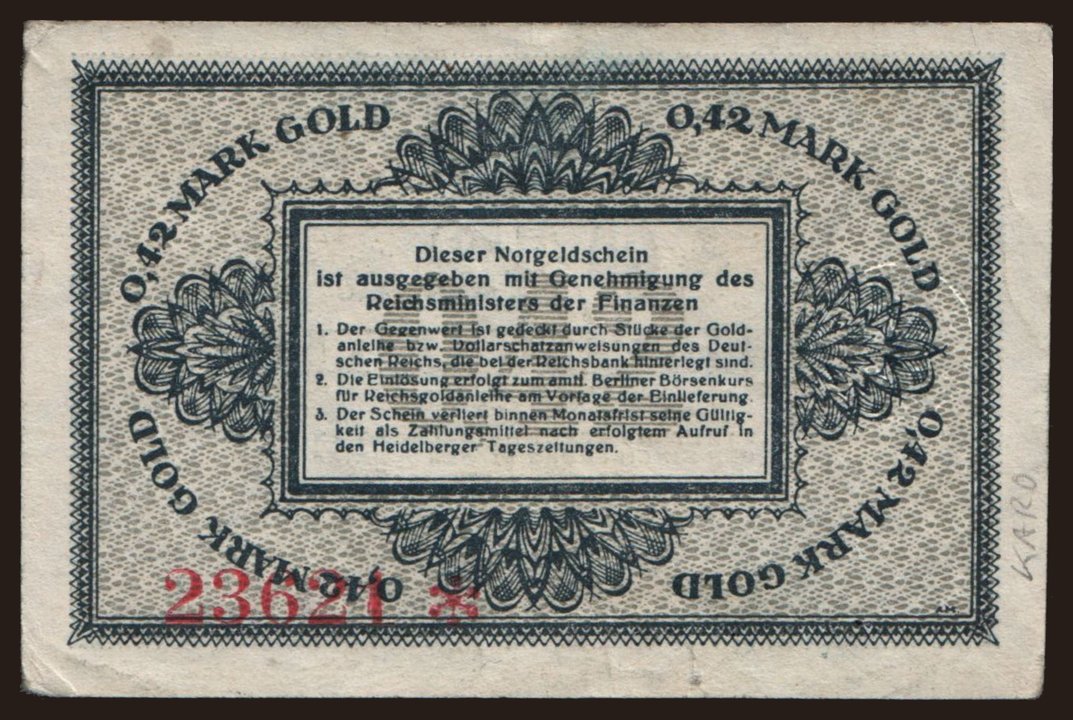 0,42 MARK GOLD
0,42 MARK GOLD
Dieser Notgeldschein
ist ausgegeben mit Genehmigung des
Reichsministers der Finanzen
1. Der Gegenwert ist gedeckt durch Stücke der Gold-
anleihe bzw. Dollarschatzanweisungen des Deut-
schen Reichs, die bei der Reichsbank hinterlegt sind.
2. Die Einlösung erfolgt zum amtl. Berliner Börsenkurs
für Reichsgoldanleihe am Vortage der Einlieferung.
3. Der Schein verliert binnen Monatsfrist seine Gültig-
keit als Zahlungsmittel nach erfolgtem Aufruf in
den Heidelberger Tageszeitungen.
0,42 MARK GOLD
0,42 MARK GOLD
23621 *
KARO